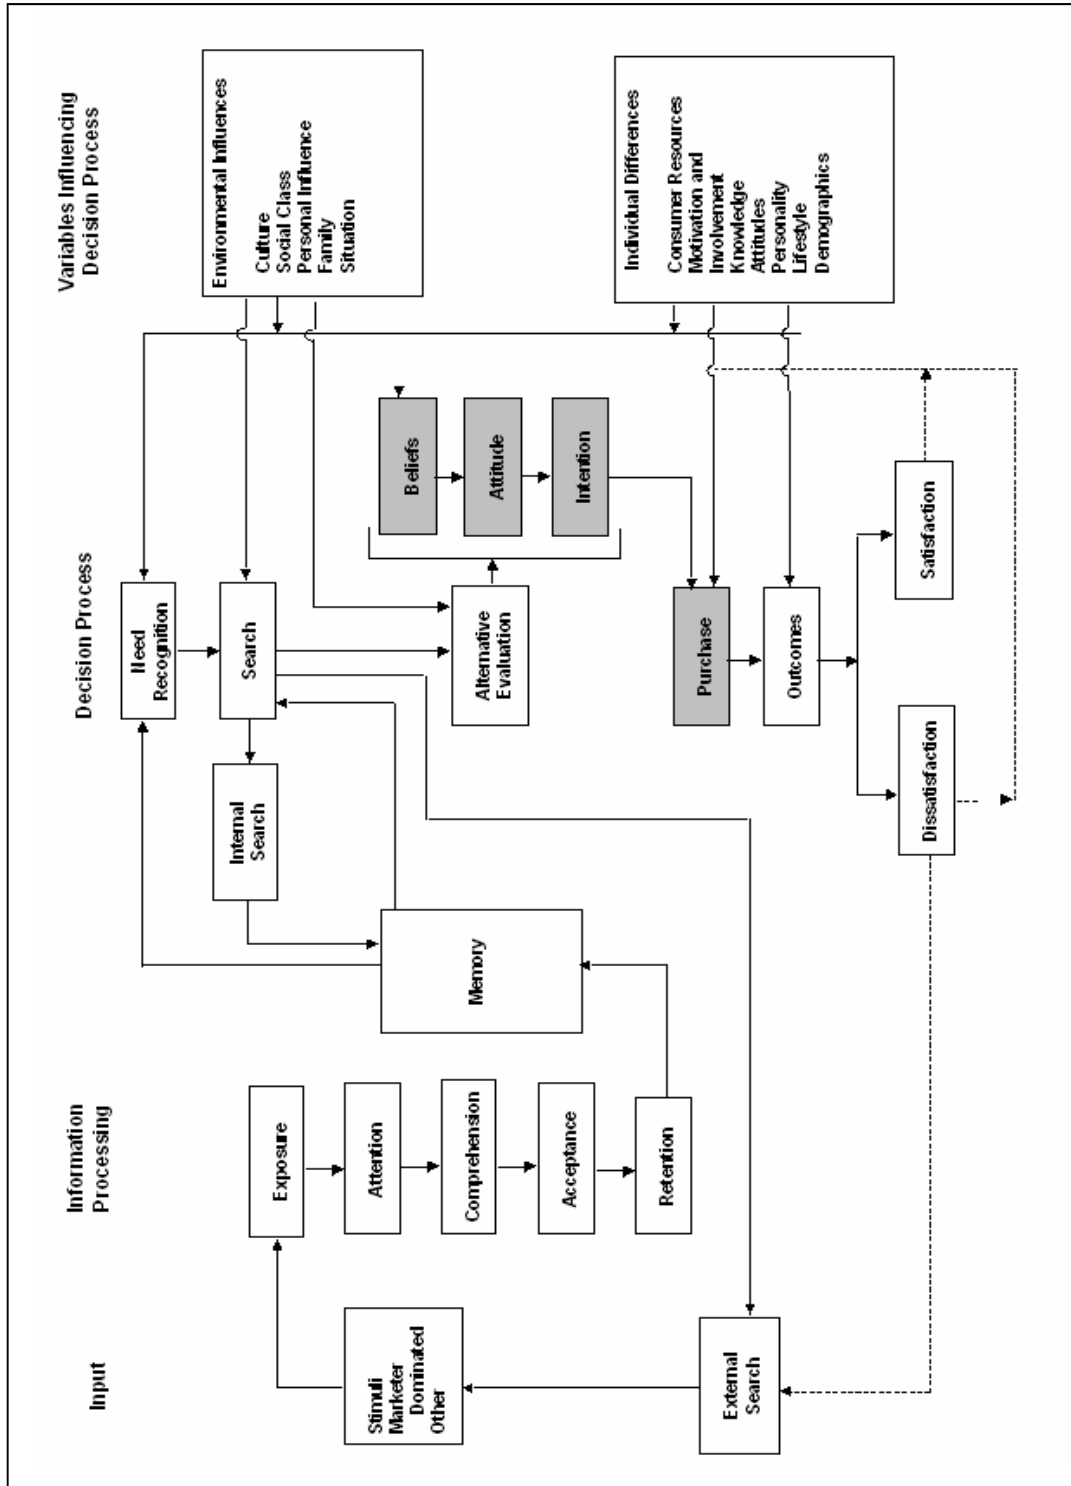 Input
Information
Processing
Decision Process
Variables Influencing
Decision Process
Stimuli
Marketer
Dominated
Other
External
Search
Exposure
Attention
Comprehension
Acceptance
Retention
Memory
Internal
Search
Need
Recognition
Search
Alternative
Evaluation
Beliefs
Attitude
Intention
Purchase
Outcomes
Dissatisfaction
Satisfaction
Environmental Influences
Culture
Social Class
Personal Influence
Family
Situation
Individual Differences
Consumer Resources
Motivation and
Involvement
Knowledge
Attitudes
Personality
Lifestyle
Demographics